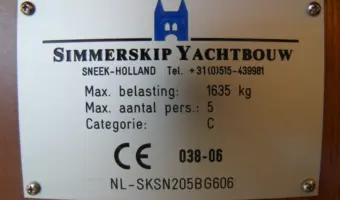 SIMMERSKIP YACHTBOUW
SNEEK-HOLLAND Tel. +31(0)515-439981
Max. belasting: 1635 kg
Max. aantal pers.: 5
Categorie: C
CE 038-06
NL-SKSN205BG606